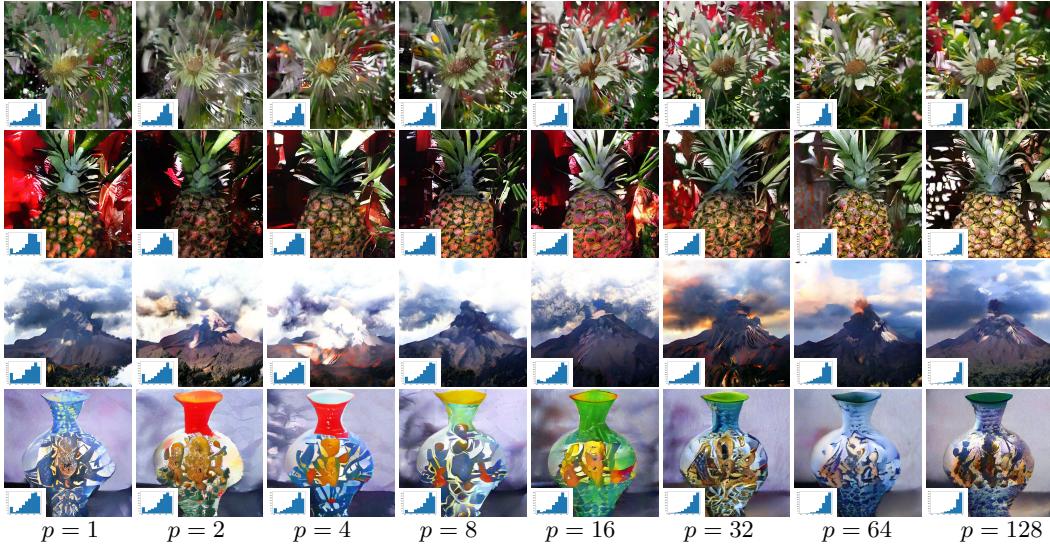 p = 1 p = 2 p = 4 p = 8 p = 16 p = 32 p = 64 p = 128